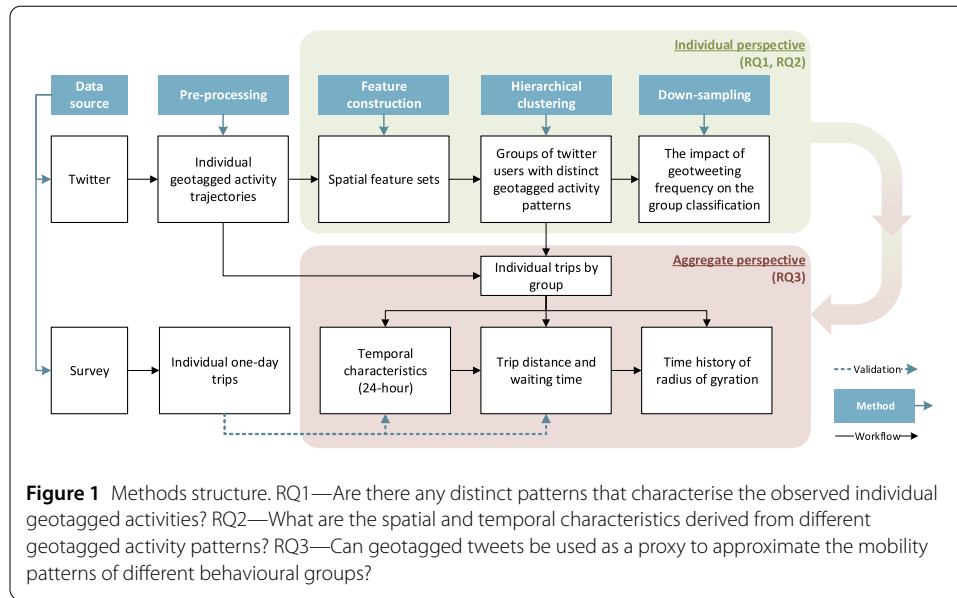 Individual perspective
(RQ1, RQ2)
Data
source
Pre-processing
Feature
construction
Hierarchical
clustering
Down-sampling
Twitter
Individual
geotagged activity
trajectories
Spatial feature sets
Groups of twitter
users with distinct
geotagged activity
patterns
The impact of
geotweeting
frequency on the
group classification
Aggregate perspective
(RQ3)
Individual trips by
group
Survey
Individual one-day
trips
Temporal
characteristics
(24-hour)
Trip distance and
waiting time
Time history of
radius of gyration
Validation
Method
Workflow
Figure 1 Methods structure. RQ1—Are there any distinct patterns that characterise the observed individual
geotagged activities? RQ2—What are the spatial and temporal characteristics derived from different
geotagged activity patterns? RQ3—Can geotagged tweets be used as a proxy to approximate the mobility
patterns of different behavioural groups?